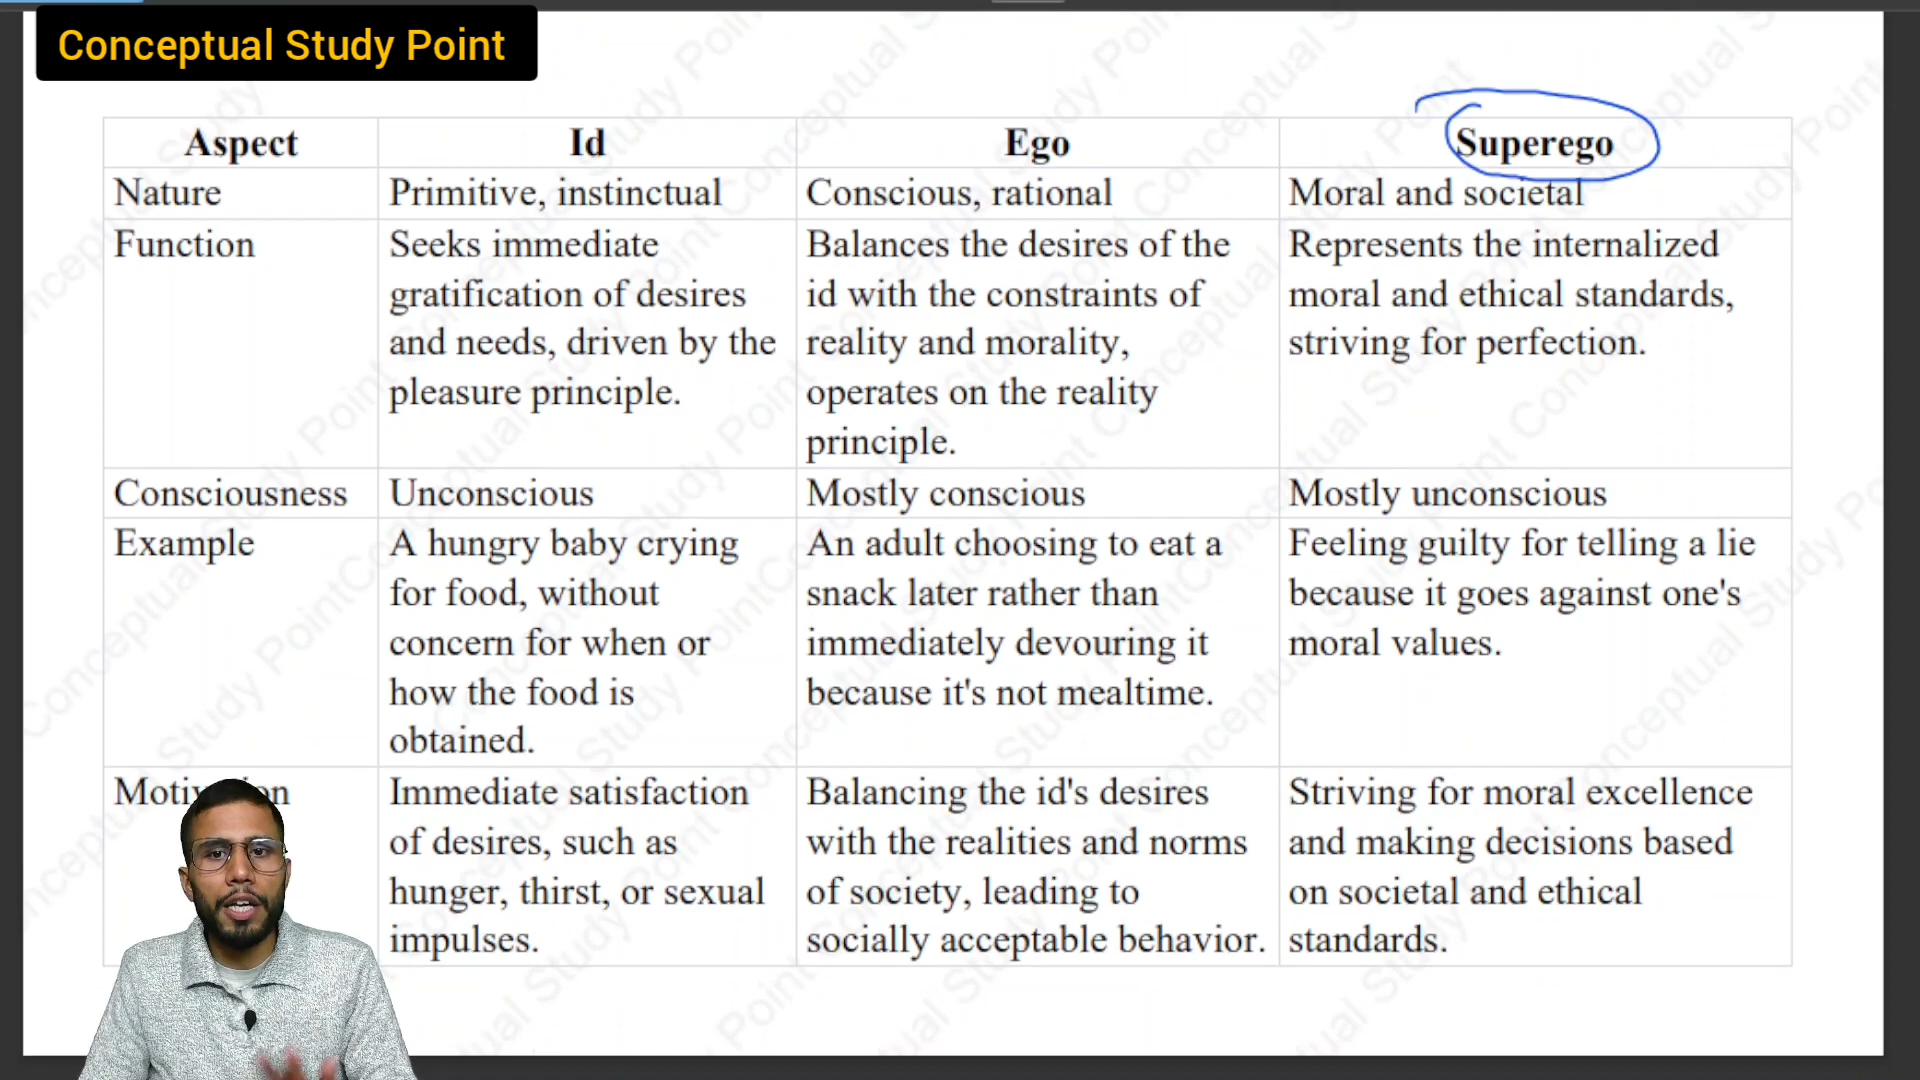 Conceptual Study Point
Aspect Id Ego Superego
Nature Primitive, instinctual Conscious, rational Moral and societal
Function Seeks immediate Balances the desires of the Represents the internalized
gratification of desires id with the constraints of moral and ethical standards,
and needs, driven by the reality and morality, striving for perfection.
pleasure principle. operates on the reality
principle.
Consciousness Unconscious Mostly conscious Mostly unconscious
Example A hungry baby crying An adult choosing to eat a Feeling guilty for telling a lie
for food, without snack later rather than because it goes against one's
concern for when or immediately devouring it moral values.
how the food is because it's not mealtime.
obtained.
Immediate satisfaction Balancing the id's desires Striving for moral excellence
of desires, such as with the realities and norms and making decisions based
hunger, thirst, or sexual of society, leading to on societal and ethical
impulses. socially acceptable behavior. standards.